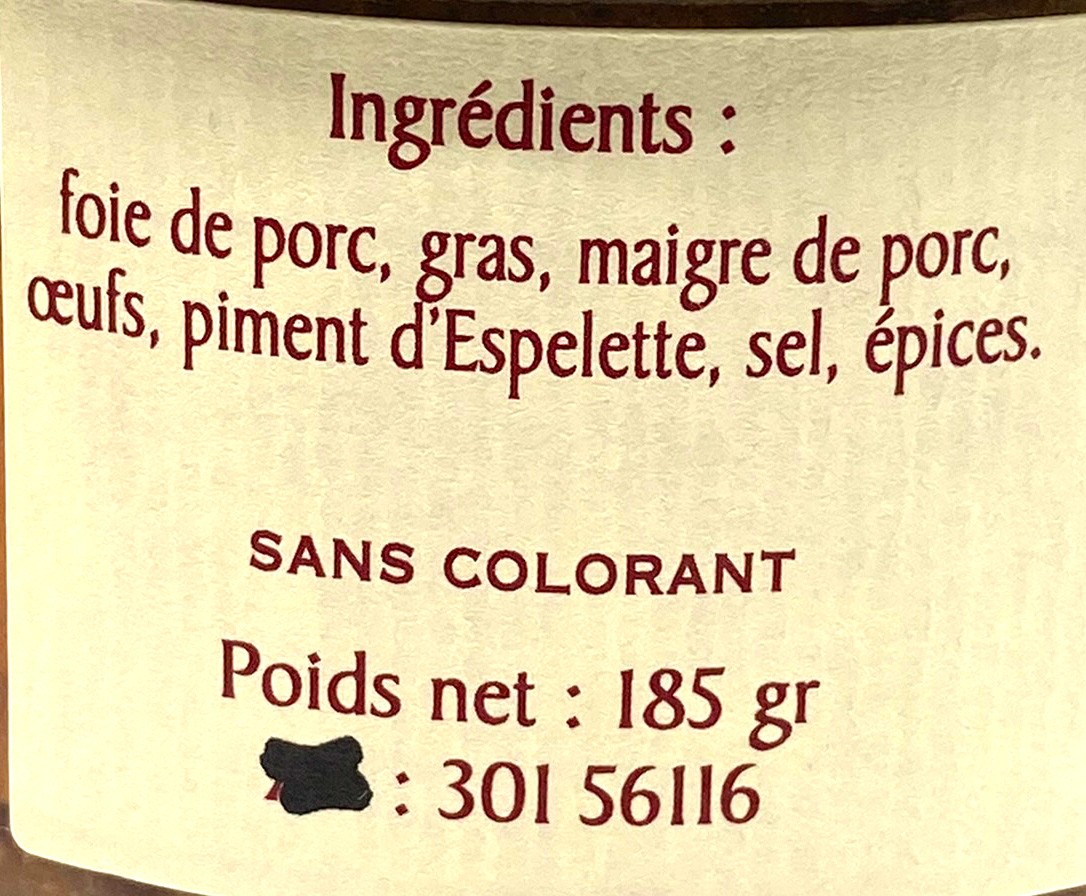 Ingrédients :
foie de porc, gras, maigre de porc,
œufs, piment d'Espelette, sel, épices.
SANS COLORANT
Poids net : 185 gr
: 301 56116